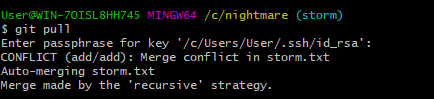 User@WIN-7OISL8HH745 MINGW64 /c/nightmare (storm)
$ git pull
Enter passphrase for key '/c/Users/User/.ssh/id_rsa':
CONFLICT (add/add): Merge conflict in storm.txt
Auto-merging storm.txt
Merge made by the 'recursive' strategy.